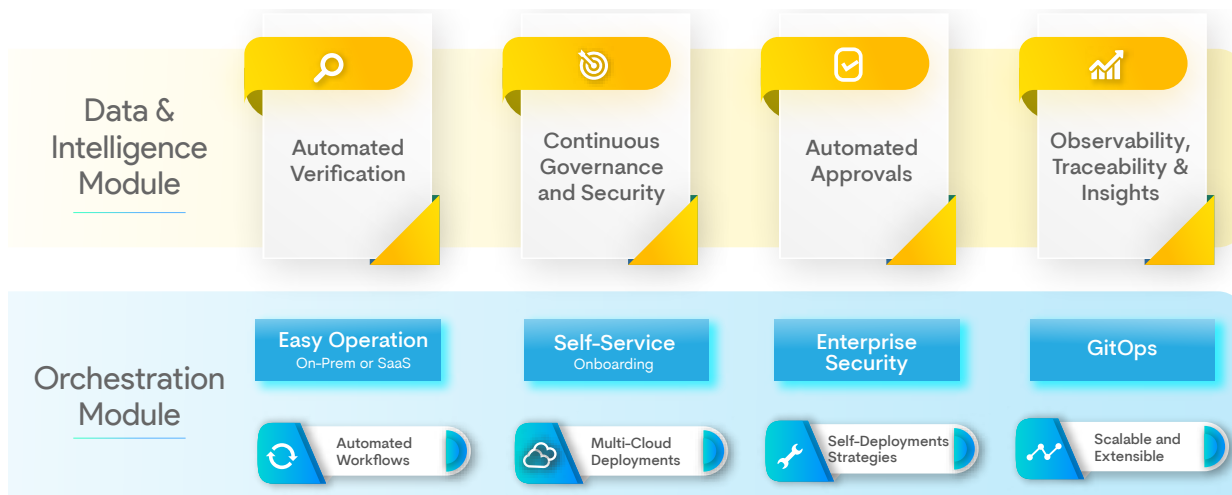 Data &
Intelligence
Module
Automated
Verification
Continuous
Governance
and Security
Automated
Approvals
Observability,
Traceability &
Insights
Orchestration
Module
Easy Operation
On-Prem or SaaS
Self-Service
Onboarding
Enterprise
Security
GitOps
Automated
Workflows
Multi-Cloud
Deployments
Self-Deployments
Strategies
Scalable and
Extensible